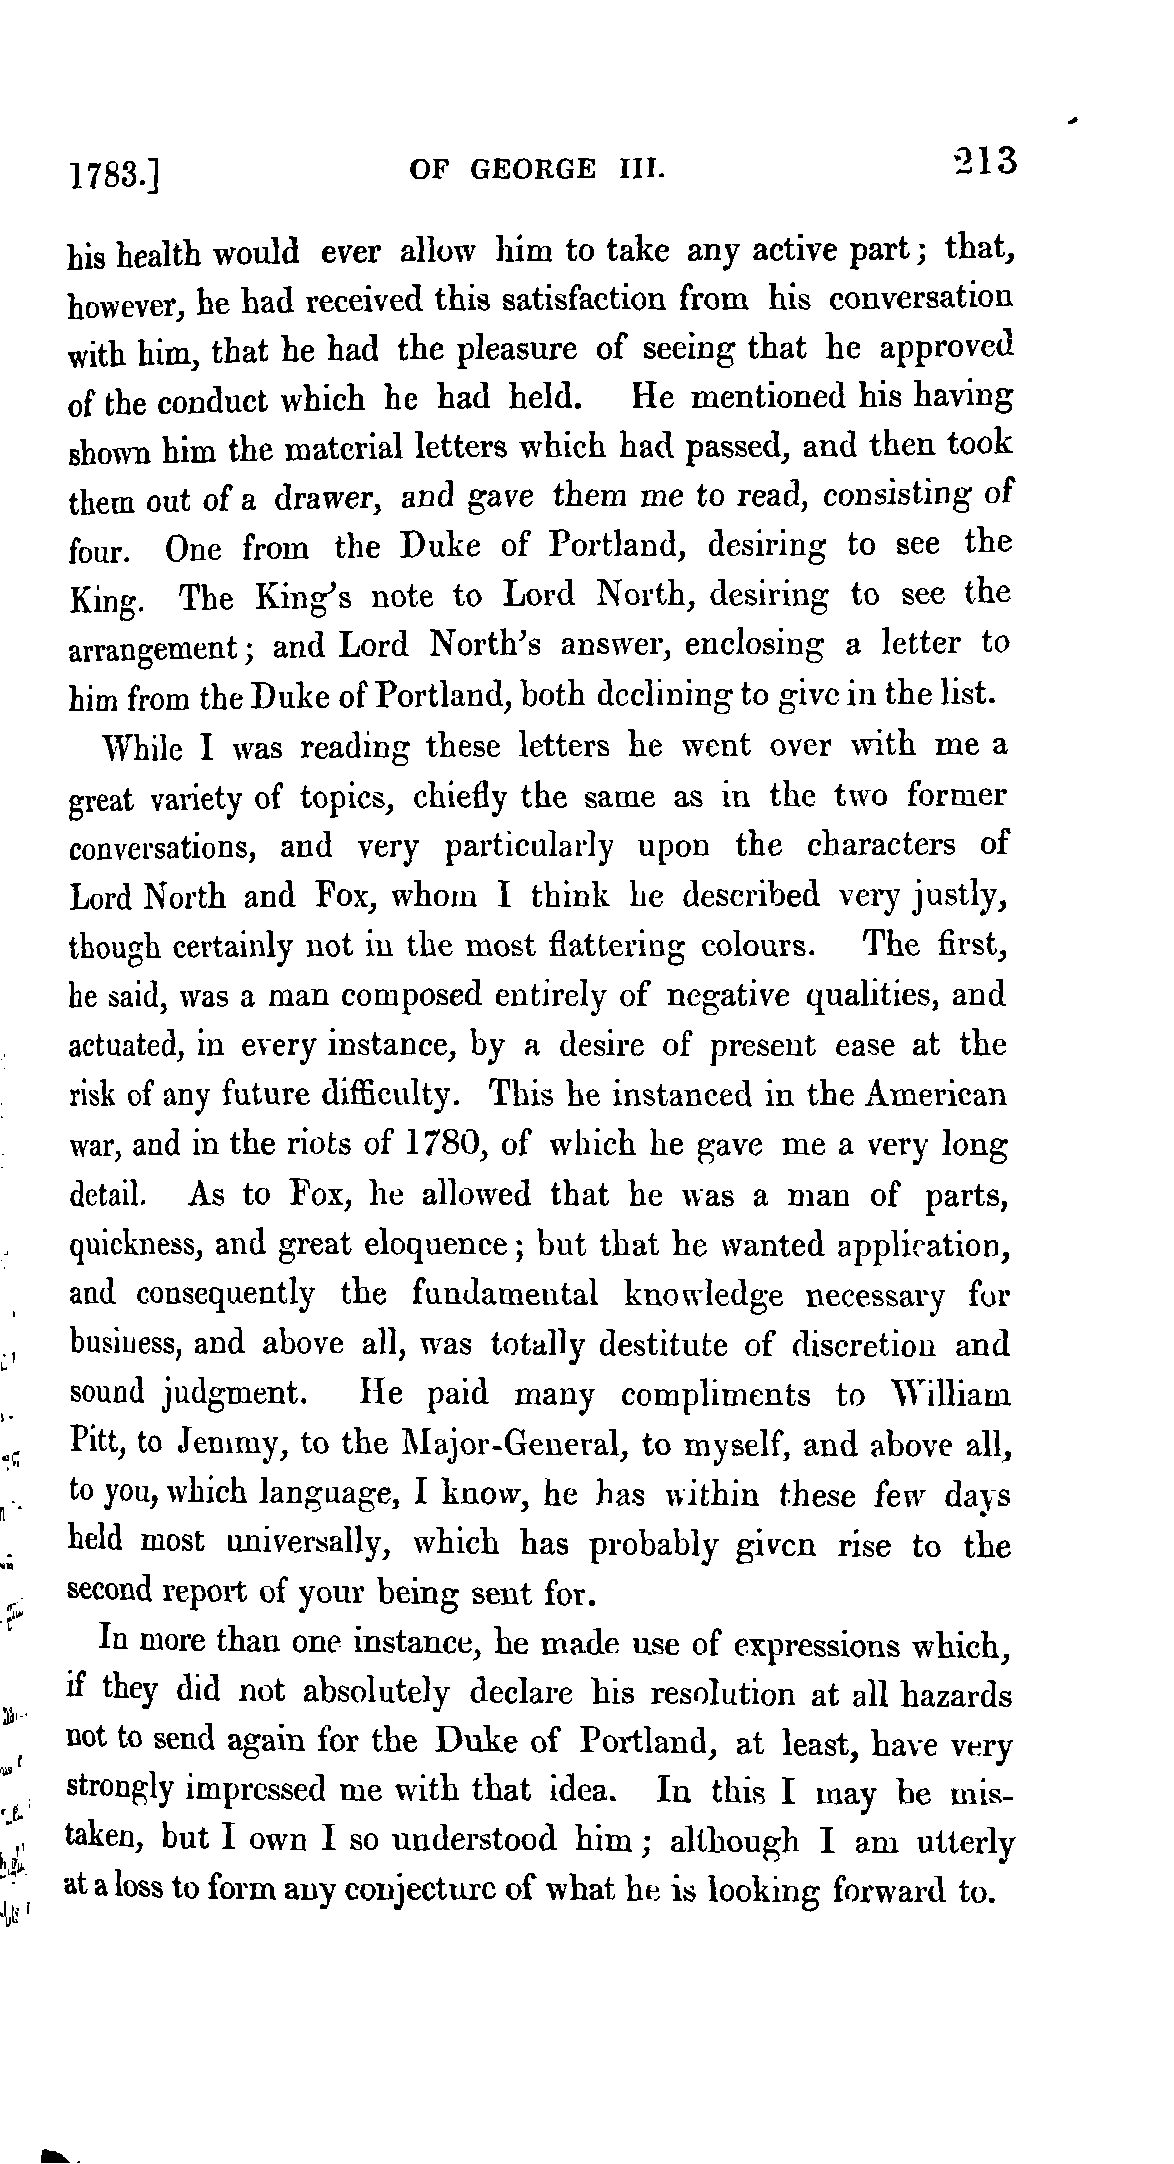 1783.] OF GEORGE III. 213
his health would ever allow him to take any active part; that,
however, he had received this satisfaction from his conversation
with him, that he had the pleasure of seeing that he approved
of the conduct which he had held. He mentioned his having
shown him the material letters which had passed, and then took
them out of a drawer, and gave them me to read, consisting of
four. One from the Duke of Portland, desiring to see the
King. The King's note to Lord North, desiring to see the
arrangement; and Lord North's answer, enclosing a letter to
him from the Duke of Portland, both declining to give in the list.
While I was reading these letters he went over with me a
great variety of topics, chiefly the same as in the two former
conversations, and very particularly upon the characters of
Lord North and Fox, whom I think he described very justly,
though certainly not in the most flattering colours. The first,
he said, was a man composed entirely of negative qualities, and
actuated, in every instance, by a desire of present ease at the
risk of any future difficulty. This he instanced in the American
war, and in the riots of 1780, of which he gave me a very long
detail. As to Fox, he allowed that he was a man of parts,
quickness, and great eloquence; but that he wanted application,
and consequently the fundamental knowledge necessary for
business, and above all, was totally destitute of discretion and
sound judgment. He paid many compliments to William
Pitt, to Jemmy, to the Major-General, to myself, and above all,
to you, which language, I know, he has within these few days
held most universally, which has probably given rise to the
second report of your being sent for.
In more than one instance, he made use of expressions which,
if they did not absolutely declare his resolution at all hazards
not to send again for the Duke of Portland, at least, have very
strongly impressed me with that idea. In this I may be mis-
taken, but I own I so understood him; although I am utterly
at a loss to form any conjecture of what he is looking forward to.